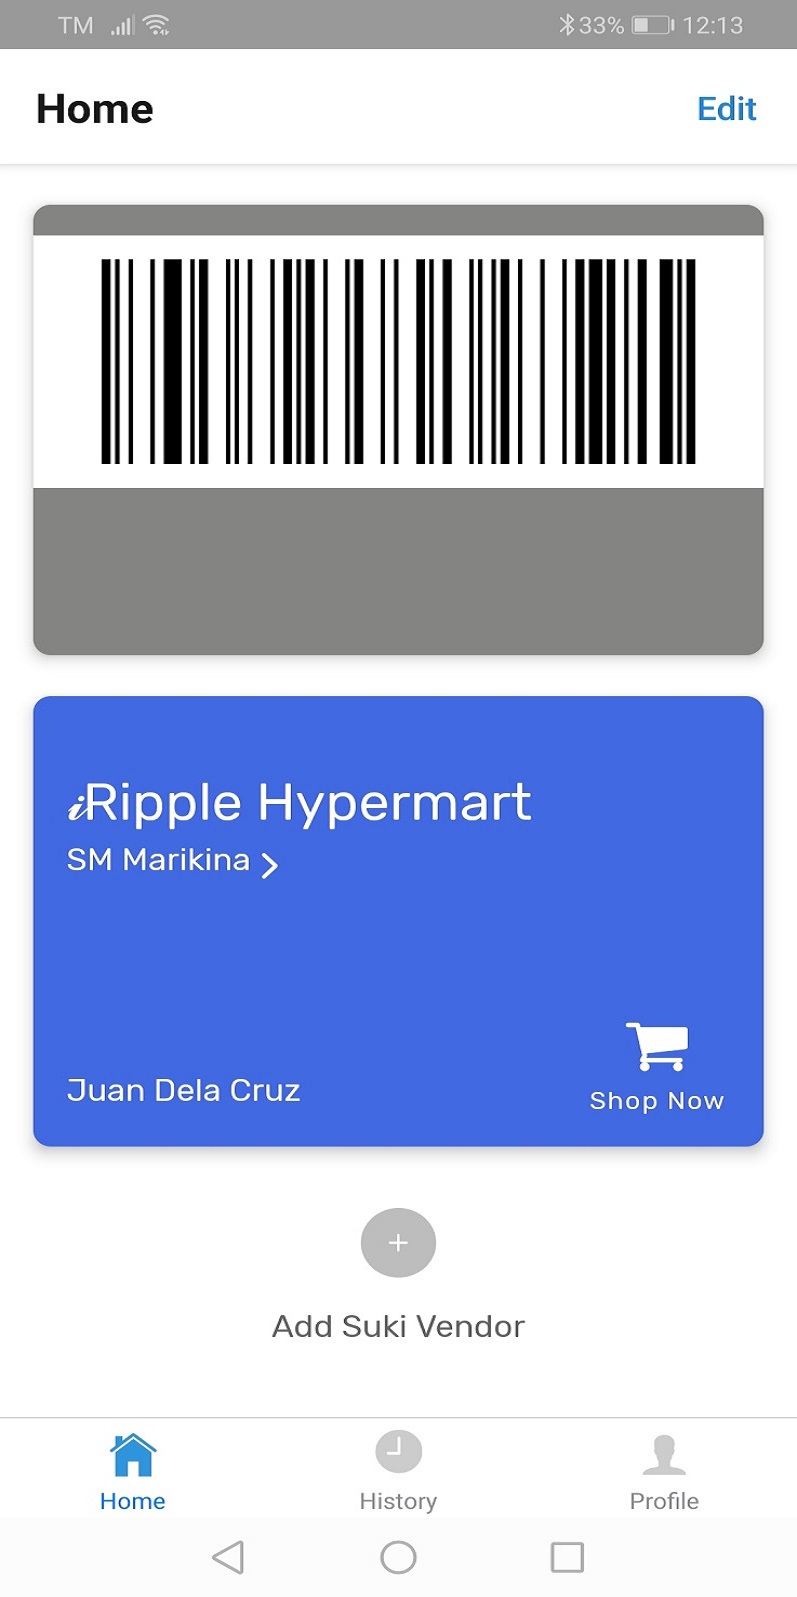 TM 33% 12:13
Home Edit
iRipple Hypermart
SM Marikina
Juan Dela Cruz
Shop Now
Add Suki Vendor
Home History Profile